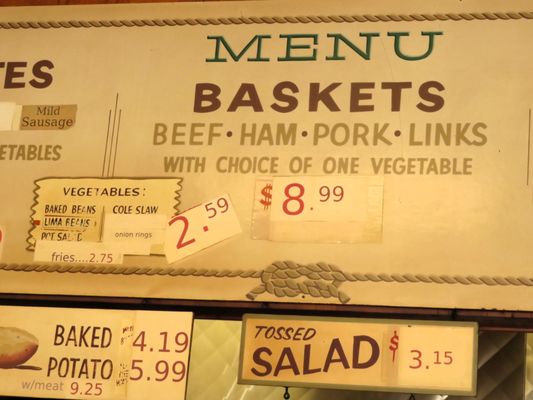 MENU
ES
BASKETS
Mild
Sausage
BEEF · HAM · PORK · LINKS
ETABLES
WITH CHOICE OF ONE VEGETABLE
$8.99
VEGETABLES:
BAKED BEANS COLE SLAW
LIMA BEANS
POT SALAD onion rings
fries....2.75
2.59
BAKED 4.19
POTATO 5.99
w/meat 9.25
TOSSED
SALAD $3.15